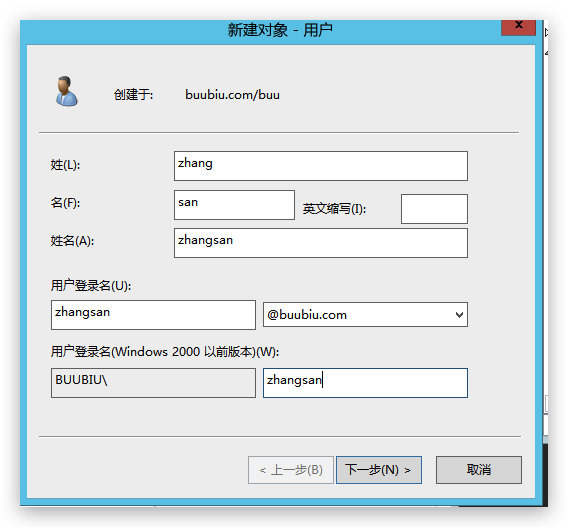 新建对象 - 用户
x
创建于: buubiu.com/buu
姓(L): zhang
名(F): san 英文缩写(I):
姓名(A): zhangsan
用户登录名(U):
zhangsan @buubiu.com
用户登录名(Windows 2000 以前版本)(W):
BUUBIU\ zhangsan
< 上一步(B) 下一步(N) > 取消